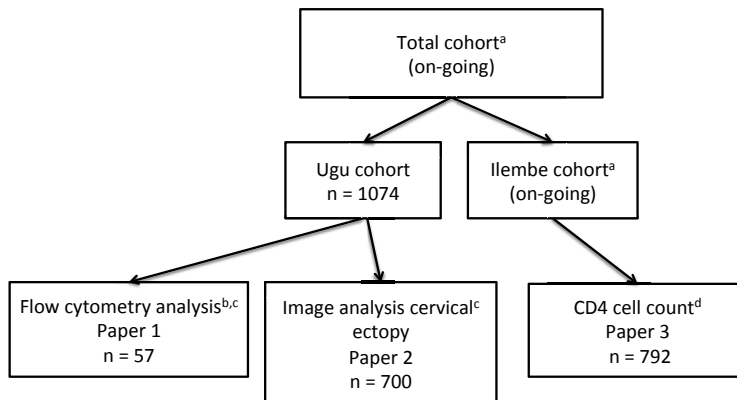 Total cohortᵃ
(on-going)
Ugu cohort
n = 1074
Ilembe cohortᵃ
(on-going)
Flow cytometry analysisᵇ,ᶜ
Paper 1
n = 57
Image analysis cervicalᶜ
ectopy
Paper 2
n = 700
CD4 cell countᵈ
Paper 3
n = 792